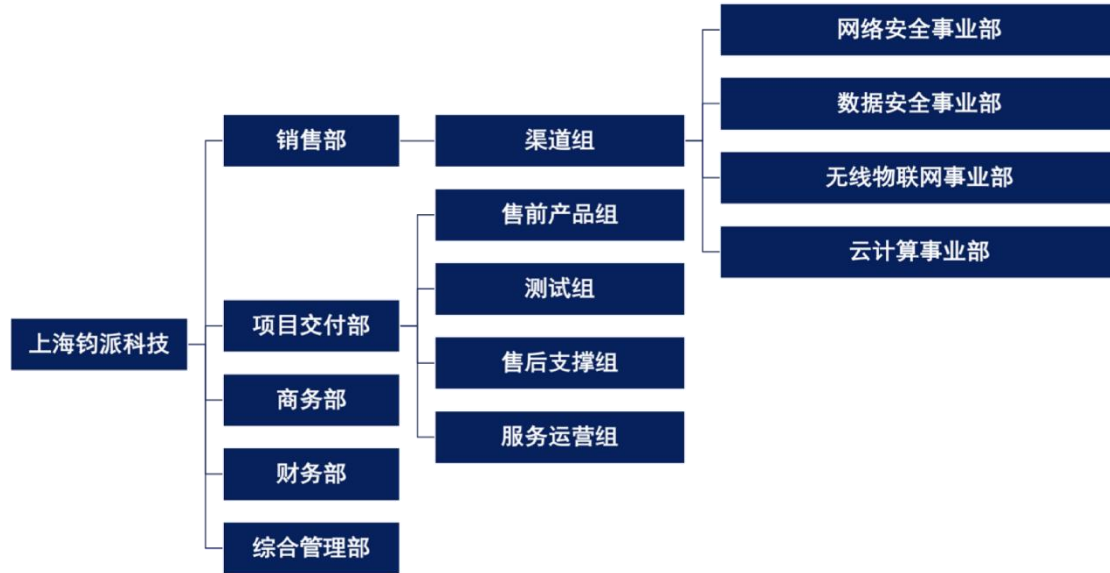 网络安全事业部
数据安全事业部
销售部
渠道组
无线物联网事业部
售前产品组
云计算事业部
测试组
项目交付部
上海钧派科技
售后支撑组
商务部
服务运营组
财务部
综合管理部